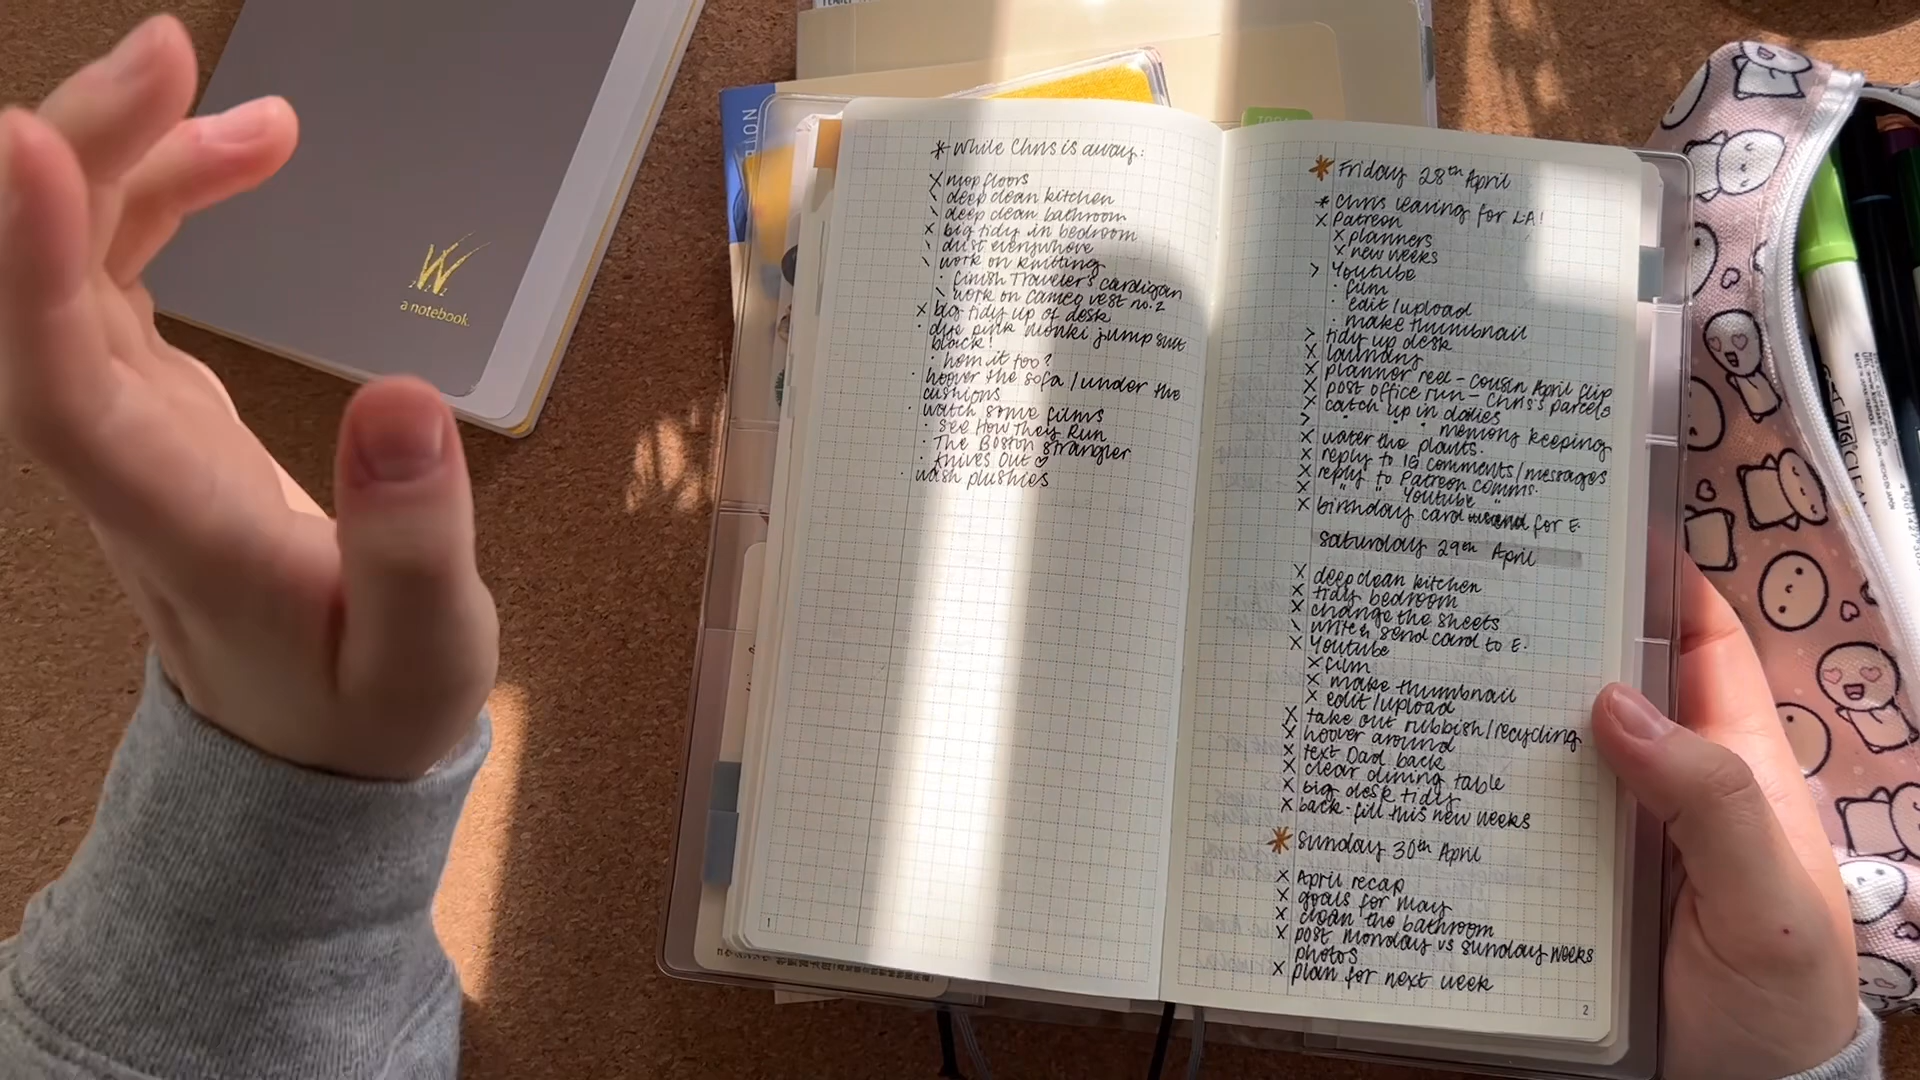 a notebook.
* While Chris is away:
X mop floors
\ deep clean kitchen
\ deep clean bathroom
X big tidy in bedroom
\ dust everywhere
\ work on knitting
· finish Traveler's cardigan
\ work on cameo vest no.2
X big tidy up of desk
· dye pink monki jumpsuit
black!
· hem it too?
· hoover the sofa / under the
cushions
· watch some films
· See How They Run
· The Boston Strangler
· Knives Out ♡
· wash plushies
1
* Friday 28th April
* Chris leaving for LA!
X Patreon
X planners
X new weeks
> Youtube
· film
· edit/upload
· make thumbnail
> tidy up desk
X laundry
X planner reel - cousin April flip
X post office run - Chris's parcels
X catch up in dailies
> " " " memory keeping
X water the plants.
X reply to IG comments/messages
X reply to Patreon comms.
X " " Youtube "
X birthday card for E.
Saturday 29th April
X deep clean kitchen
X tidy bedroom
X change the sheets
\ write & send card to E.
X Youtube
X film
X make thumbnail
X edit/upload
X take out rubbish/recycling
X hoover around
X text Dad back
X clear dining table
X big desk tidy
X back-fill this new weeks
* Sunday 30th April
X April recap
X goals for may
X clean the bathroom
X post Monday vs Sunday weeks
photos
X plan for next week
2